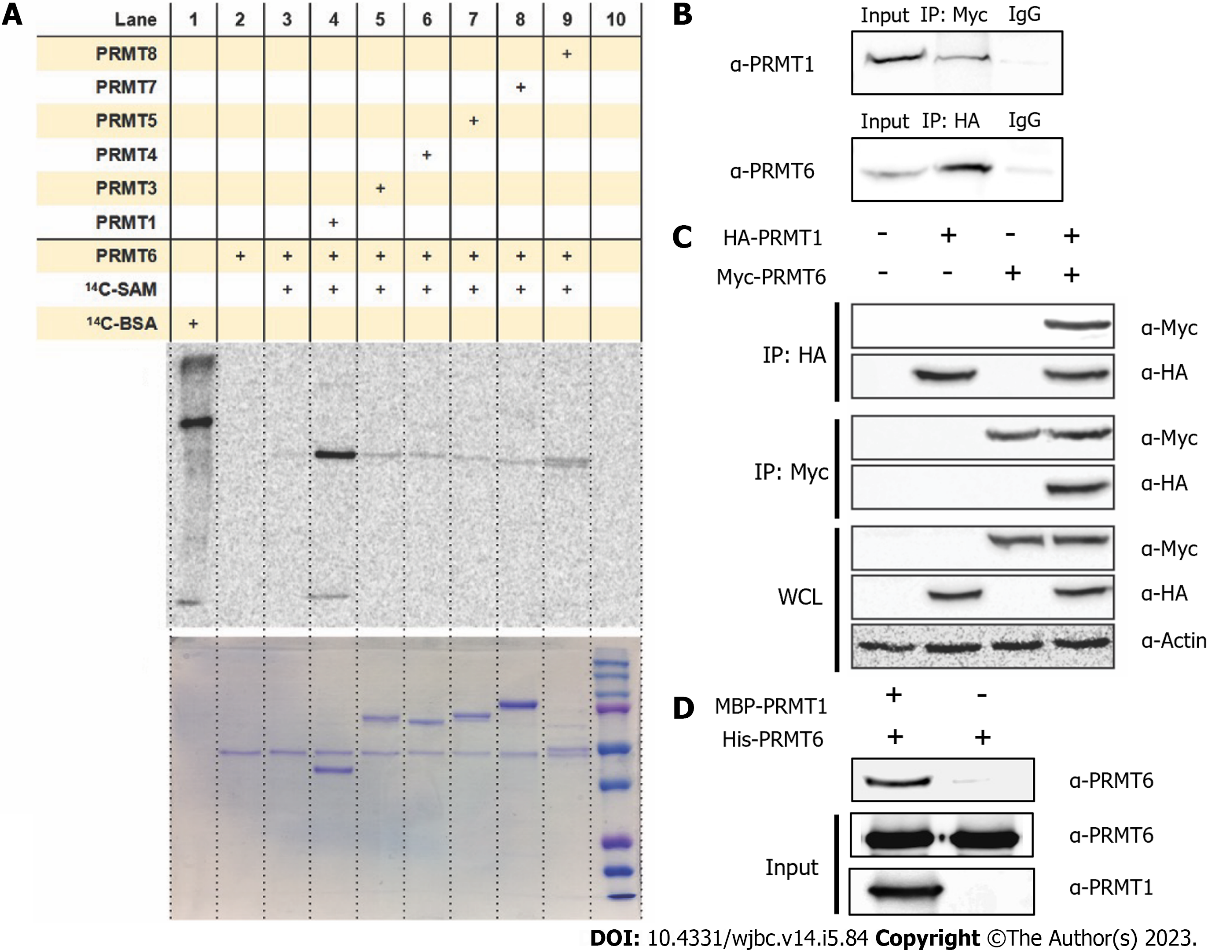 A
Lane 1 2 3 4 5 6 7 8 9 10
PRMT8 +
PRMT7 +
PRMT5 +
PRMT4 +
PRMT3 +
PRMT1 +
PRMT6 + + + + + + + +
¹⁴C-SAM + + + + + + +
¹⁴C-BSA +
B
Input IP: Myc IgG
α-PRMT1
Input IP: HA IgG
α-PRMT6
C
HA-PRMT1 - + - +
Myc-PRMT6 - - + +
IP: HA
α-Myc
α-HA
IP: Myc
α-Myc
α-HA
WCL
α-Myc
α-HA
α-Actin
D
MBP-PRMT1 + -
His-PRMT6 + +
α-PRMT6
Input
α-PRMT6
α-PRMT1
DOI: 10.4331/wjbc.v14.i5.84 Copyright ©The Author(s) 2023.